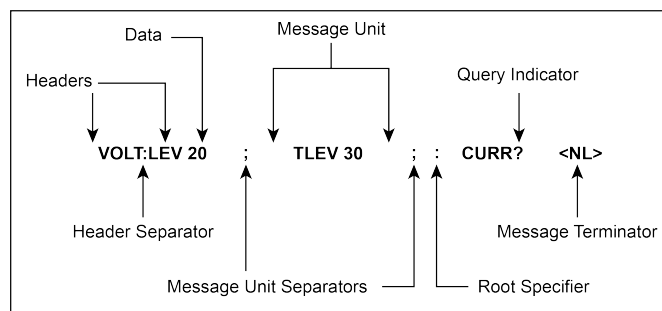 Message Unit
Data
Query Indicator
Headers
VOLT:LEV 20 ; TLEV 30 ; : CURR? <NL>
Header Separator
Message Terminator
Message Unit Separators
Root Specifier